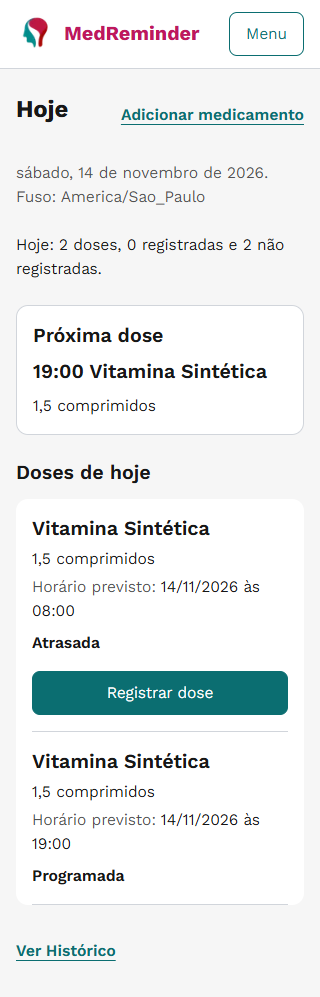 MedReminder
Menu
Hoje
Adicionar medicamento
sábado, 14 de novembro de 2026.
Fuso: America/Sao_Paulo
Hoje: 2 doses, 0 registradas e 2 não
registradas.
Próxima dose
19:00 Vitamina Sintética
1,5 comprimidos
Doses de hoje
Vitamina Sintética
1,5 comprimidos
Horário previsto: 14/11/2026 às
08:00
Atrasada
Registrar dose
Vitamina Sintética
1,5 comprimidos
Horário previsto: 14/11/2026 às
19:00
Programada
Ver Histórico